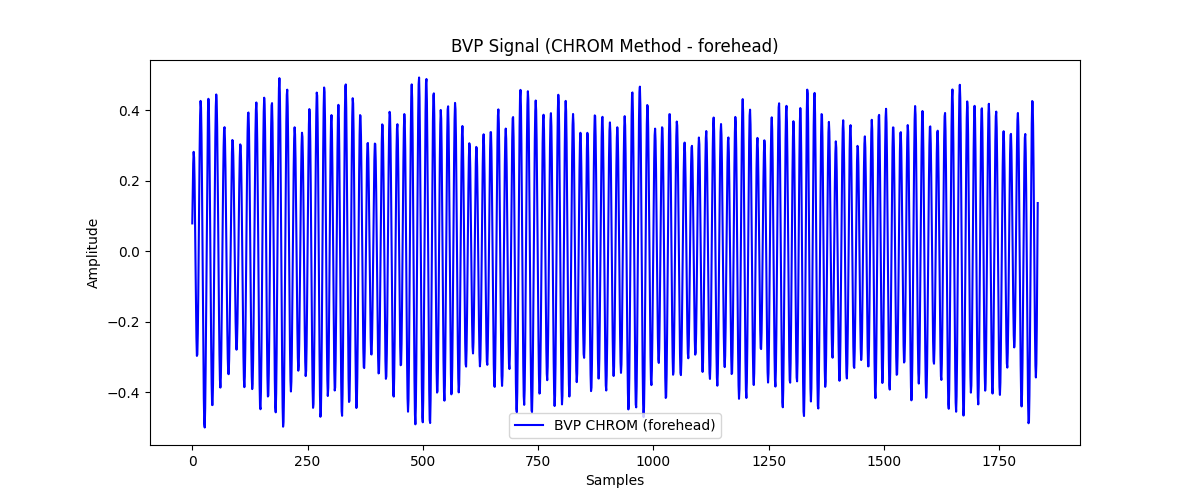 BVP Signal (CHROM Method - forehead)
Amplitude
0.4
0.2
0.0
−0.2
−0.4
BVP CHROM (forehead)
0 250 500 750 1000 1250 1500 1750
Samples